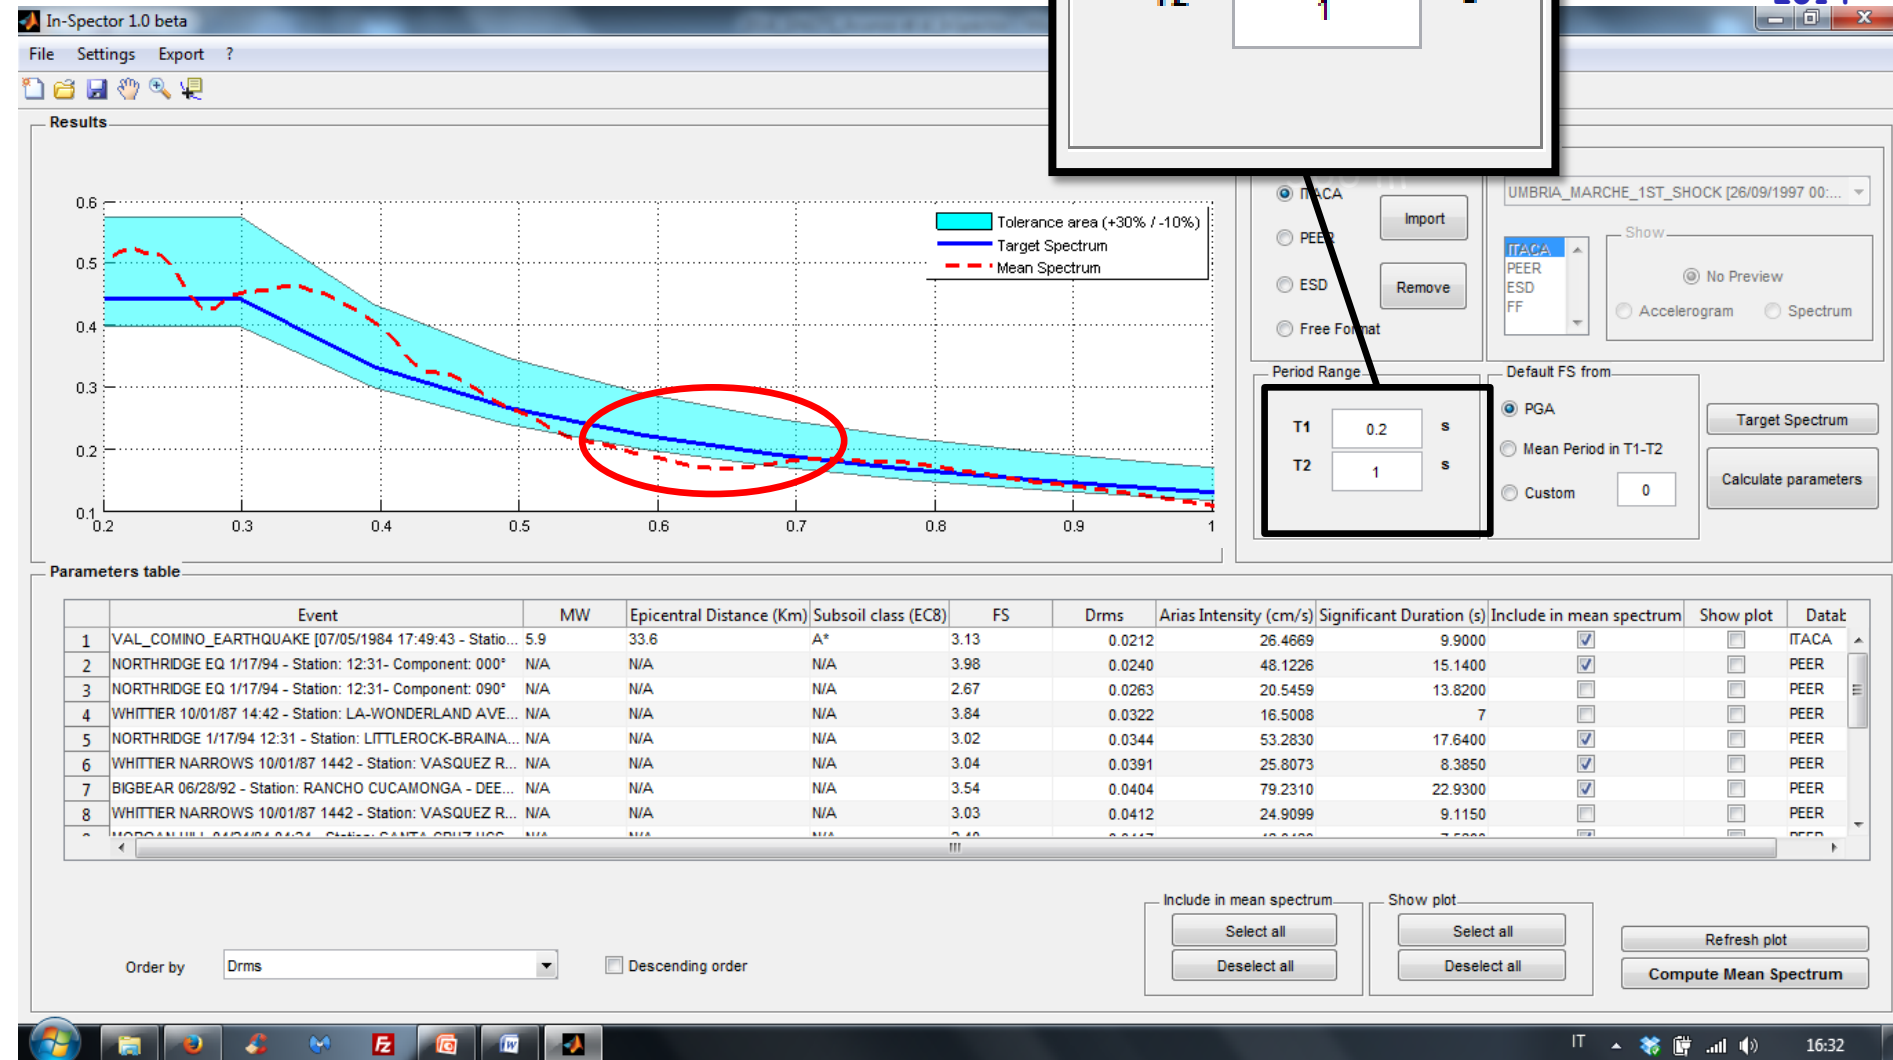 In-Spector 1.0 beta
File Settings Export ?
1
Results
0.6
0.5
0.4
0.3
0.2
0.1
0.2 0.3 0.4 0.5 0.6 0.7 0.8 0.9 1
Tolerance area (+30% / -10%)
Target Spectrum
Mean Spectrum
ITACA
PEER
ESD
Free Format
Import
Remove
UMBRIA_MARCHE_1ST_SHOCK [26/09/1997 00:...
ITACA
PEER
ESD
FF
Show
No Preview
Accelerogram Spectrum
Period Range
T1 0.2 s
T2 1 s
Default FS from
PGA
Mean Period in T1-T2
Custom 0
Target Spectrum
Calculate parameters
Parameters table
Event MW Epicentral Distance (Km) Subsoil class (EC8) FS Drms Arias Intensity (cm/s) Significant Duration (s) Include in mean spectrum Show plot Datab
1 VAL_COMINO_EARTHQUAKE [07/05/1984 17:49:43 - Statio... 5.9 33.6 A* 3.13 0.0212 26.4669 9.9000 ITACA
2 NORTHRIDGE EQ 1/17/94 - Station: 12:31- Component: 000° N/A N/A N/A 3.98 0.0240 48.1226 15.1400 PEER
3 NORTHRIDGE EQ 1/17/94 - Station: 12:31- Component: 090° N/A N/A N/A 2.67 0.0263 20.5459 13.8200 PEER
4 WHITTIER 10/01/87 14:42 - Station: LA-WONDERLAND AVE... N/A N/A N/A 3.84 0.0322 16.5008 7 PEER
5 NORTHRIDGE 1/17/94 12:31 - Station: LITTLEROCK-BRAINA... N/A N/A N/A 3.02 0.0344 53.2830 17.6400 PEER
6 WHITTIER NARROWS 10/01/87 1442 - Station: VASQUEZ R... N/A N/A N/A 3.04 0.0391 25.8073 8.3850 PEER
7 BIGBEAR 06/28/92 - Station: RANCHO CUCAMONGA - DEE... N/A N/A N/A 3.54 0.0404 79.2310 22.9300 PEER
8 WHITTIER NARROWS 10/01/87 1442 - Station: VASQUEZ R... N/A N/A N/A 3.03 0.0412 24.9099 9.1150 PEER
Order by Drms Descending order
Include in mean spectrum
Select all
Deselect all
Show plot
Select all
Deselect all
Refresh plot
Compute Mean Spectrum
IT 16:32